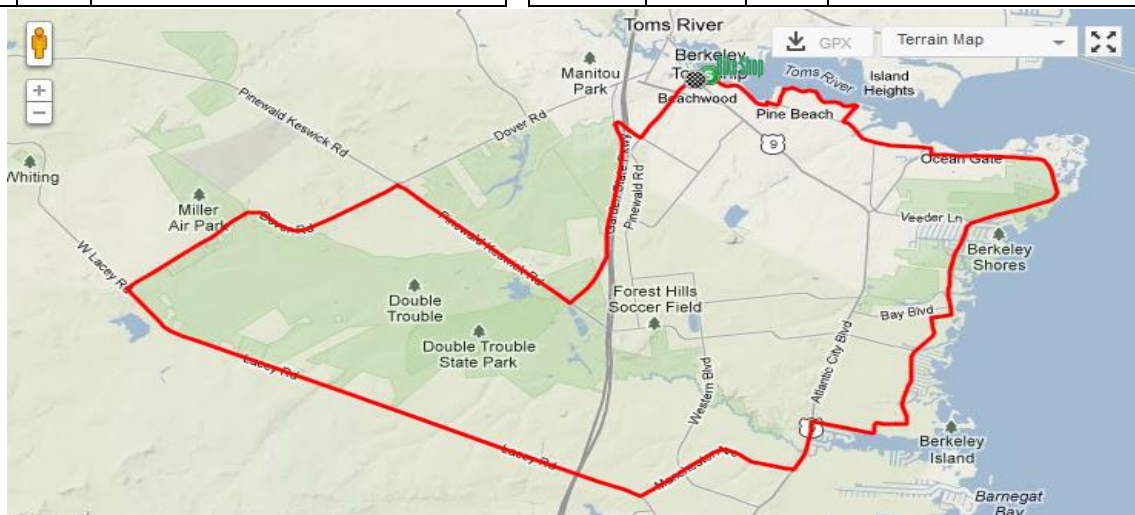 Toms River
GPX
Terrain Map
Berkeley
Bike Shop
S
Manitou
Park
Beachwood
Toms River
Island
Heights
Pine Beach
Pinewald Keswick Rd
Dover Rd
9
Garden State Pkwy
Pinewald Rd
Ocean Gate
Whiting
Miller
Air Park
Dover Rd
Veeder Ln
Pinewald Keswick Rd
Berkeley
Shores
W Lacey Rd
Double
Trouble
Forest Hills
Soccer Field
Bay Blvd
Double Trouble
State Park
Atlantic City Blvd
Western Blvd
Lacey Rd
Lacey Rd
Manchester Ave
Berkeley
Island
Barnegat
Bay